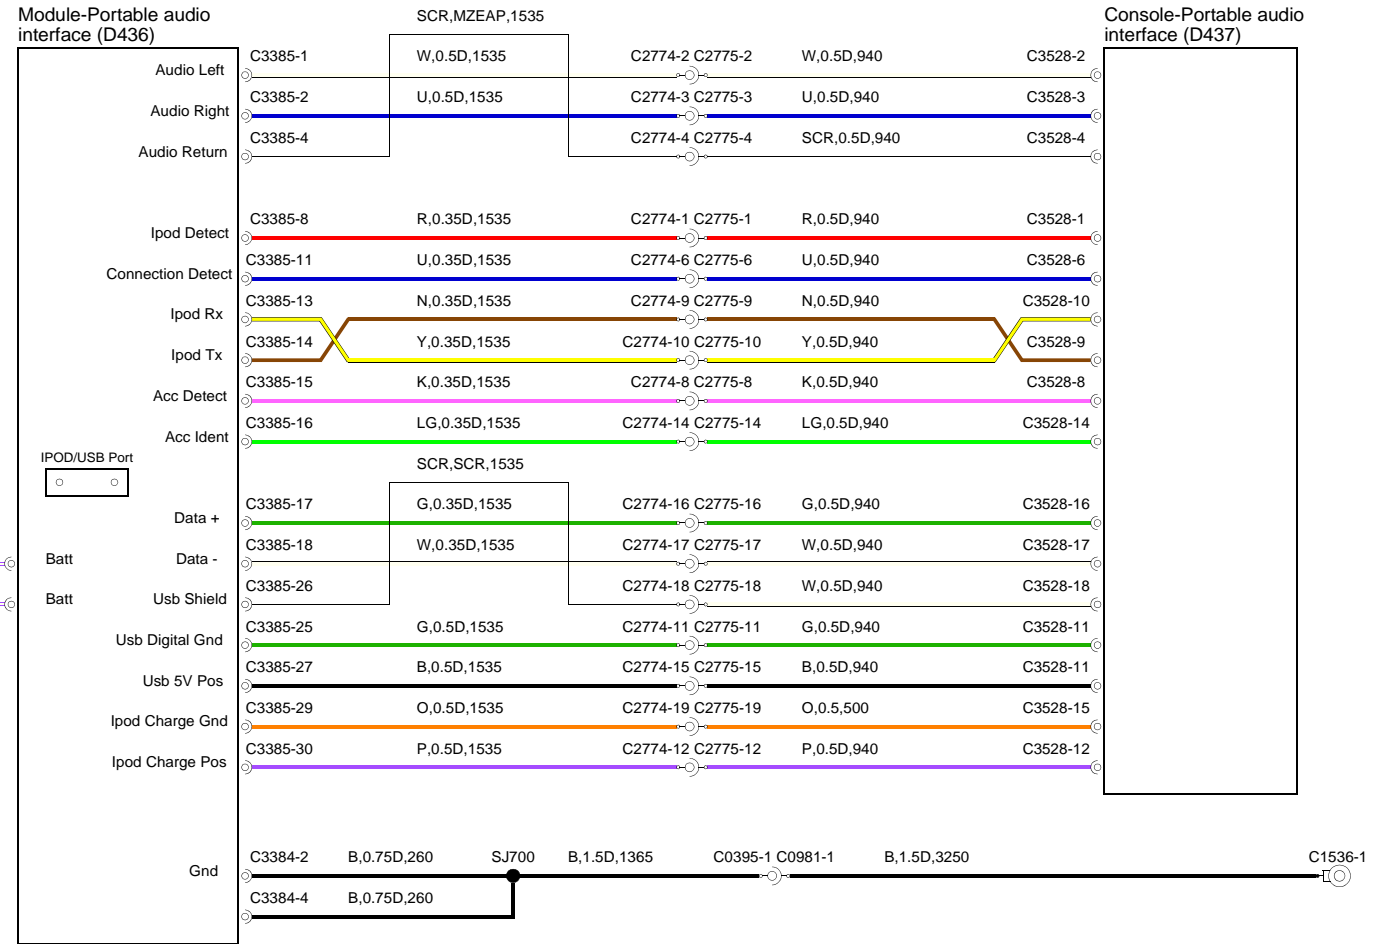 Module-Portable audio
interface (D436)
SCR,MZEAP,1535
Console-Portable audio
interface (D437)
Audio Left C3385-1 W,0.5D,1535 C2774-2 C2775-2 W,0.5D,940 C3528-2
Audio Right C3385-2 U,0.5D,1535 C2774-3 C2775-3 U,0.5D,940 C3528-3
Audio Return C3385-4 C2774-4 C2775-4 SCR,0.5D,940 C3528-4
Ipod Detect C3385-8 R,0.35D,1535 C2774-1 C2775-1 R,0.5D,940 C3528-1
Connection Detect C3385-11 U,0.35D,1535 C2774-6 C2775-6 U,0.5D,940 C3528-6
Ipod Rx C3385-13 N,0.35D,1535 C2774-9 C2775-9 N,0.5D,940 C3528-10
Ipod Tx C3385-14 Y,0.35D,1535 C2774-10 C2775-10 Y,0.5D,940 C3528-9
Acc Detect C3385-15 K,0.35D,1535 C2774-8 C2775-8 K,0.5D,940 C3528-8
Acc Ident C3385-16 LG,0.35D,1535 C2774-14 C2775-14 LG,0.5D,940 C3528-14
IPOD/USB Port
SCR,SCR,1535
Data + C3385-17 G,0.35D,1535 C2774-16 C2775-16 G,0.5D,940 C3528-16
Batt Data - C3385-18 W,0.35D,1535 C2774-17 C2775-17 W,0.5D,940 C3528-17
Batt Usb Shield C3385-26 C2774-18 C2775-18 W,0.5D,940 C3528-18
Usb Digital Gnd C3385-25 G,0.5D,1535 C2774-11 C2775-11 G,0.5D,940 C3528-11
Usb 5V Pos C3385-27 B,0.5D,1535 C2774-15 C2775-15 B,0.5D,940 C3528-11
Ipod Charge Gnd C3385-29 O,0.5D,1535 C2774-19 C2775-19 O,0.5,500 C3528-15
Ipod Charge Pos C3385-30 P,0.5D,1535 C2774-12 C2775-12 P,0.5D,940 C3528-12
Gnd C3384-2 B,0.75D,260 SJ700 B,1.5D,1365 C0395-1 C0981-1 B,1.5D,3250 C1536-1
C3384-4 B,0.75D,260